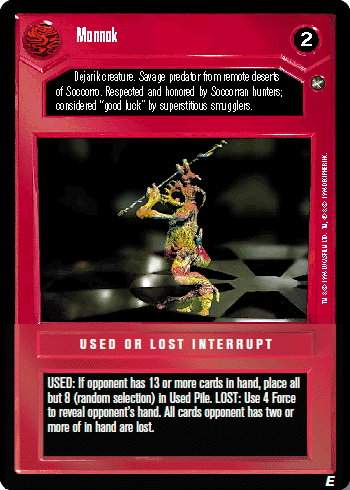 Monnok
2
Dejarik creature. Savage predator from remote deserts
of Soccorro. Respected and honored by Soccorran hunters;
considered "good luck" by superstitious smugglers.
USED OR LOST INTERRUPT
USED: If opponent has 13 or more cards in hand, place all
but 8 (random selection) in Used Pile. LOST: Use 4 Force
to reveal opponent's hand. All cards opponent has two or
more of in hand are lost.
E